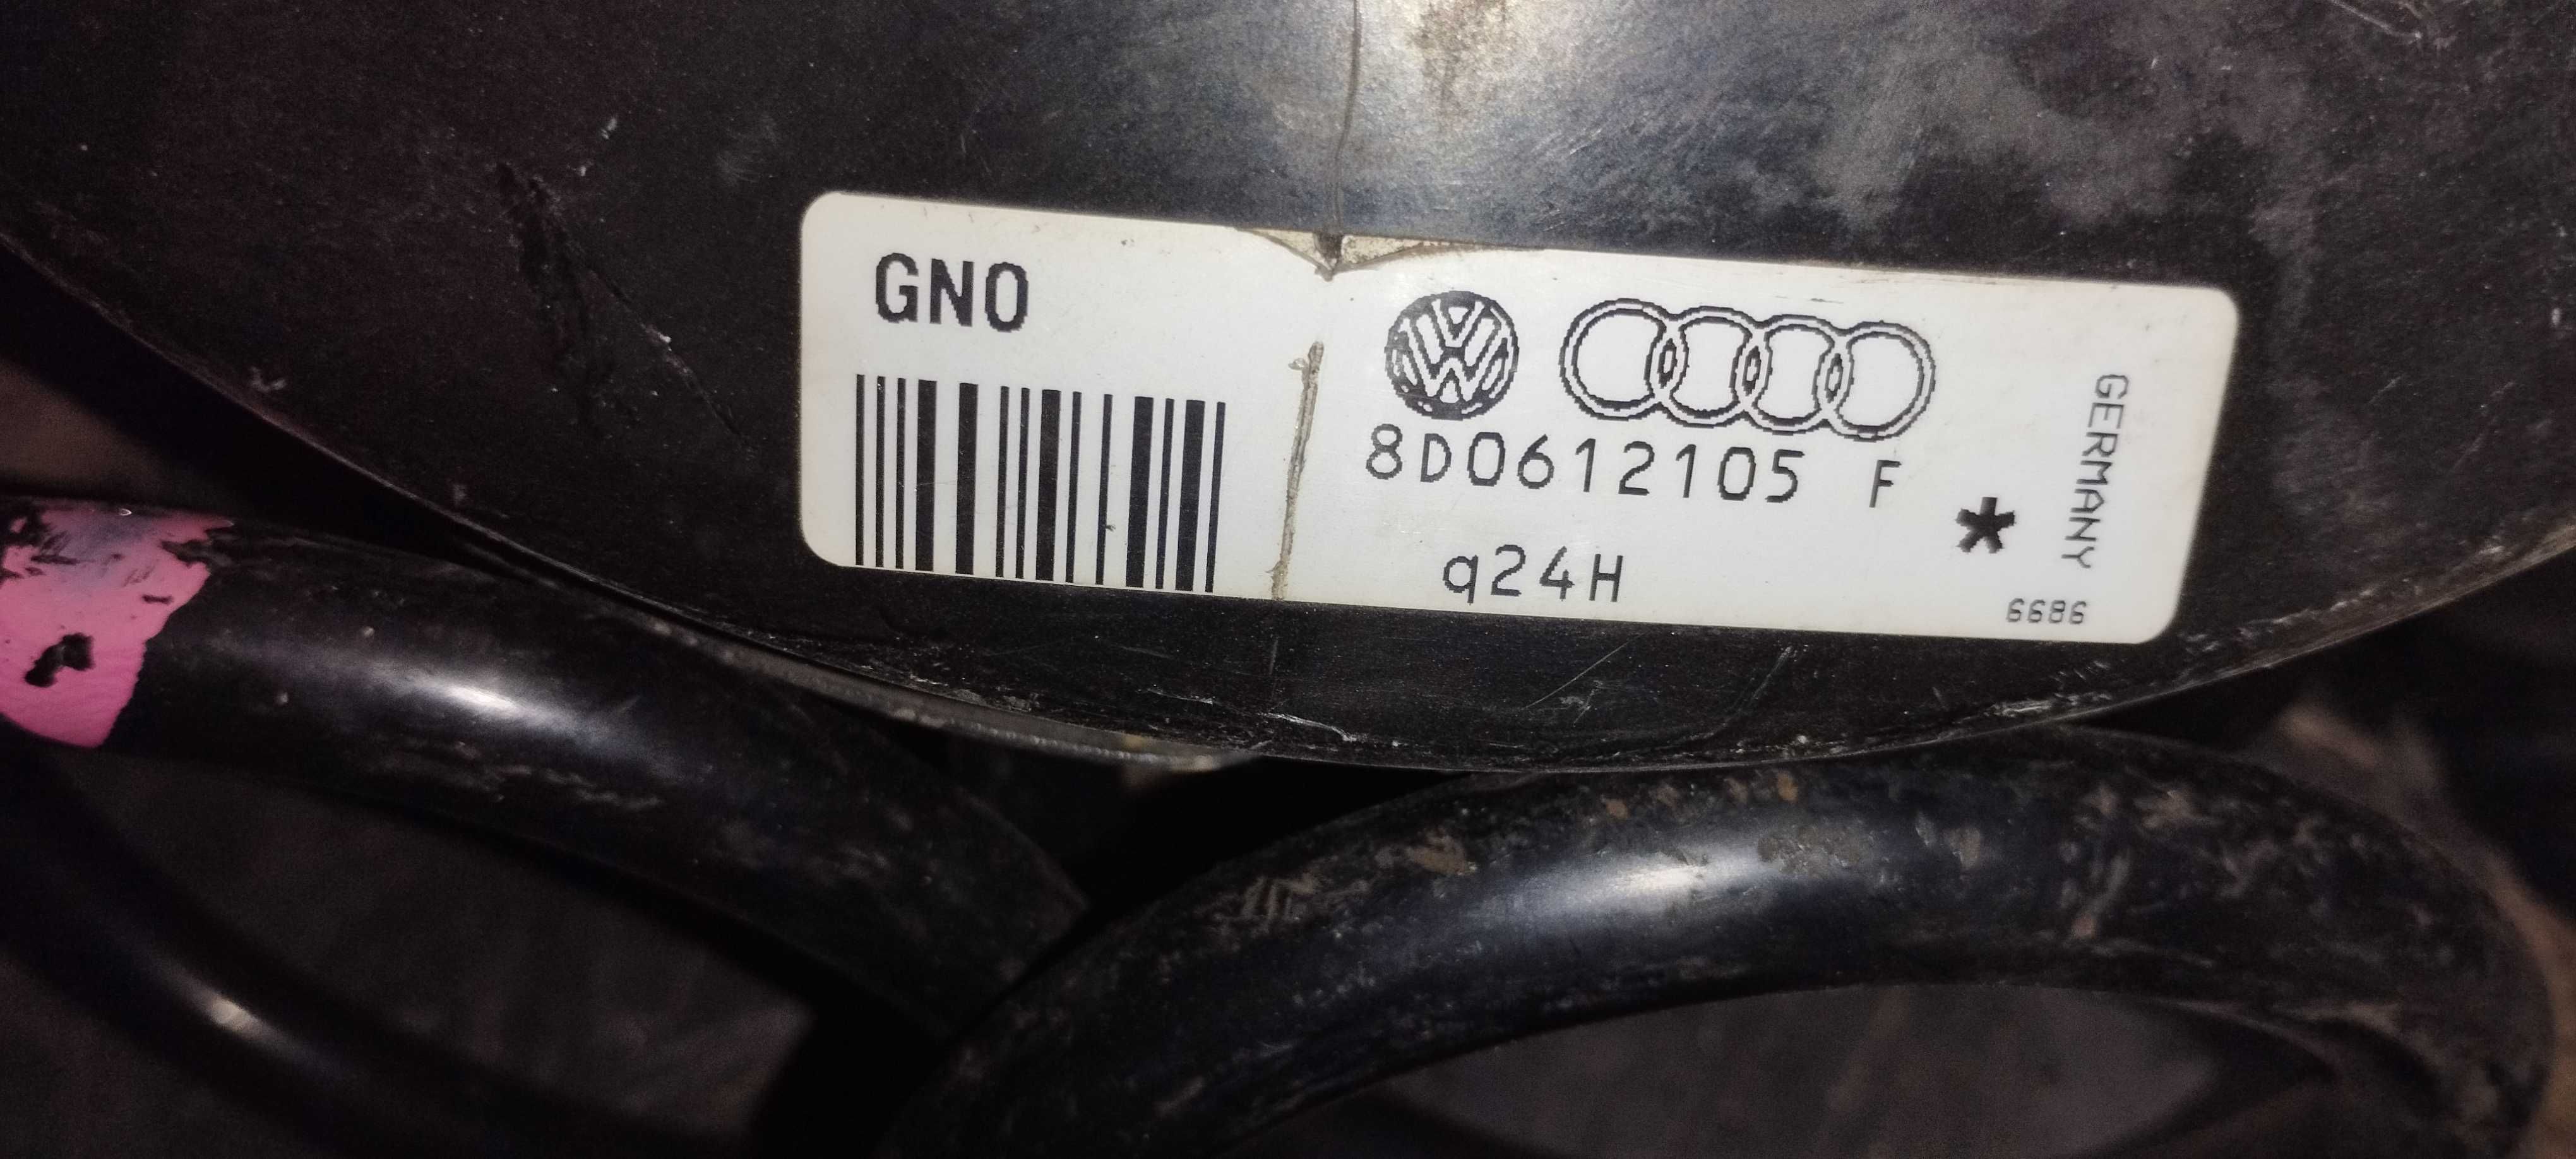 GNO
8D0612105 F
*
q24H
GERMANY
6686